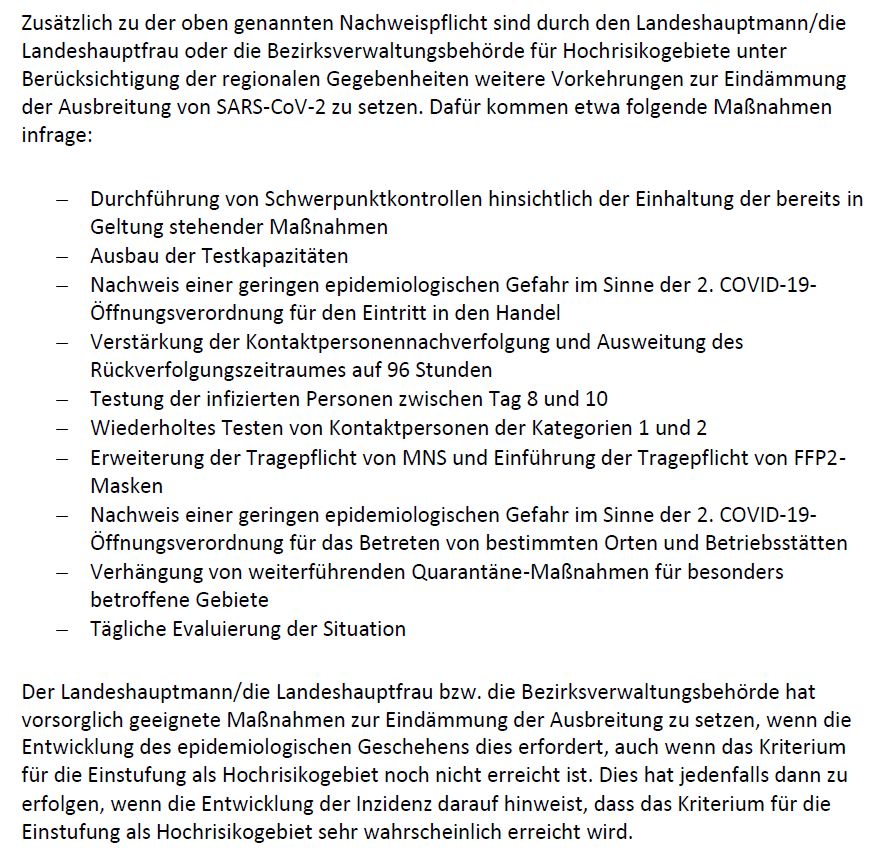 Zusätzlich zu der oben genannten Nachweispflicht sind durch den Landeshauptmann/die
Landeshauptfrau oder die Bezirksverwaltungsbehörde für Hochrisikogebiete unter
Berücksichtigung der regionalen Gegebenheiten weitere Vorkehrungen zur Eindämmung
der Ausbreitung von SARS-CoV-2 zu setzen. Dafür kommen etwa folgende Maßnahmen
infrage:
– Durchführung von Schwerpunktkontrollen hinsichtlich der Einhaltung der bereits in
Geltung stehender Maßnahmen
– Ausbau der Testkapazitäten
– Nachweis einer geringen epidemiologischen Gefahr im Sinne der 2. COVID-19-
Öffnungsverordnung für den Eintritt in den Handel
– Verstärkung der Kontaktpersonennachverfolgung und Ausweitung des
Rückverfolgungszeitraumes auf 96 Stunden
– Testung der infizierten Personen zwischen Tag 8 und 10
– Wiederholtes Testen von Kontaktpersonen der Kategorien 1 und 2
– Erweiterung der Tragepflicht von MNS und Einführung der Tragepflicht von FFP2-
Masken
– Nachweis einer geringen epidemiologischen Gefahr im Sinne der 2. COVID-19-
Öffnungsverordnung für das Betreten von bestimmten Orten und Betriebsstätten
– Verhängung von weiterführenden Quarantäne-Maßnahmen für besonders
betroffene Gebiete
– Tägliche Evaluierung der Situation
Der Landeshauptmann/die Landeshauptfrau bzw. die Bezirksverwaltungsbehörde hat
vorsorglich geeignete Maßnahmen zur Eindämmung der Ausbreitung zu setzen, wenn die
Entwicklung des epidemiologischen Geschehens dies erfordert, auch wenn das Kriterium
für die Einstufung als Hochrisikogebiet noch nicht erreicht ist. Dies hat jedenfalls dann zu
erfolgen, wenn die Entwicklung der Inzidenz darauf hinweist, dass das Kriterium für die
Einstufung als Hochrisikogebiet sehr wahrscheinlich erreicht wird.